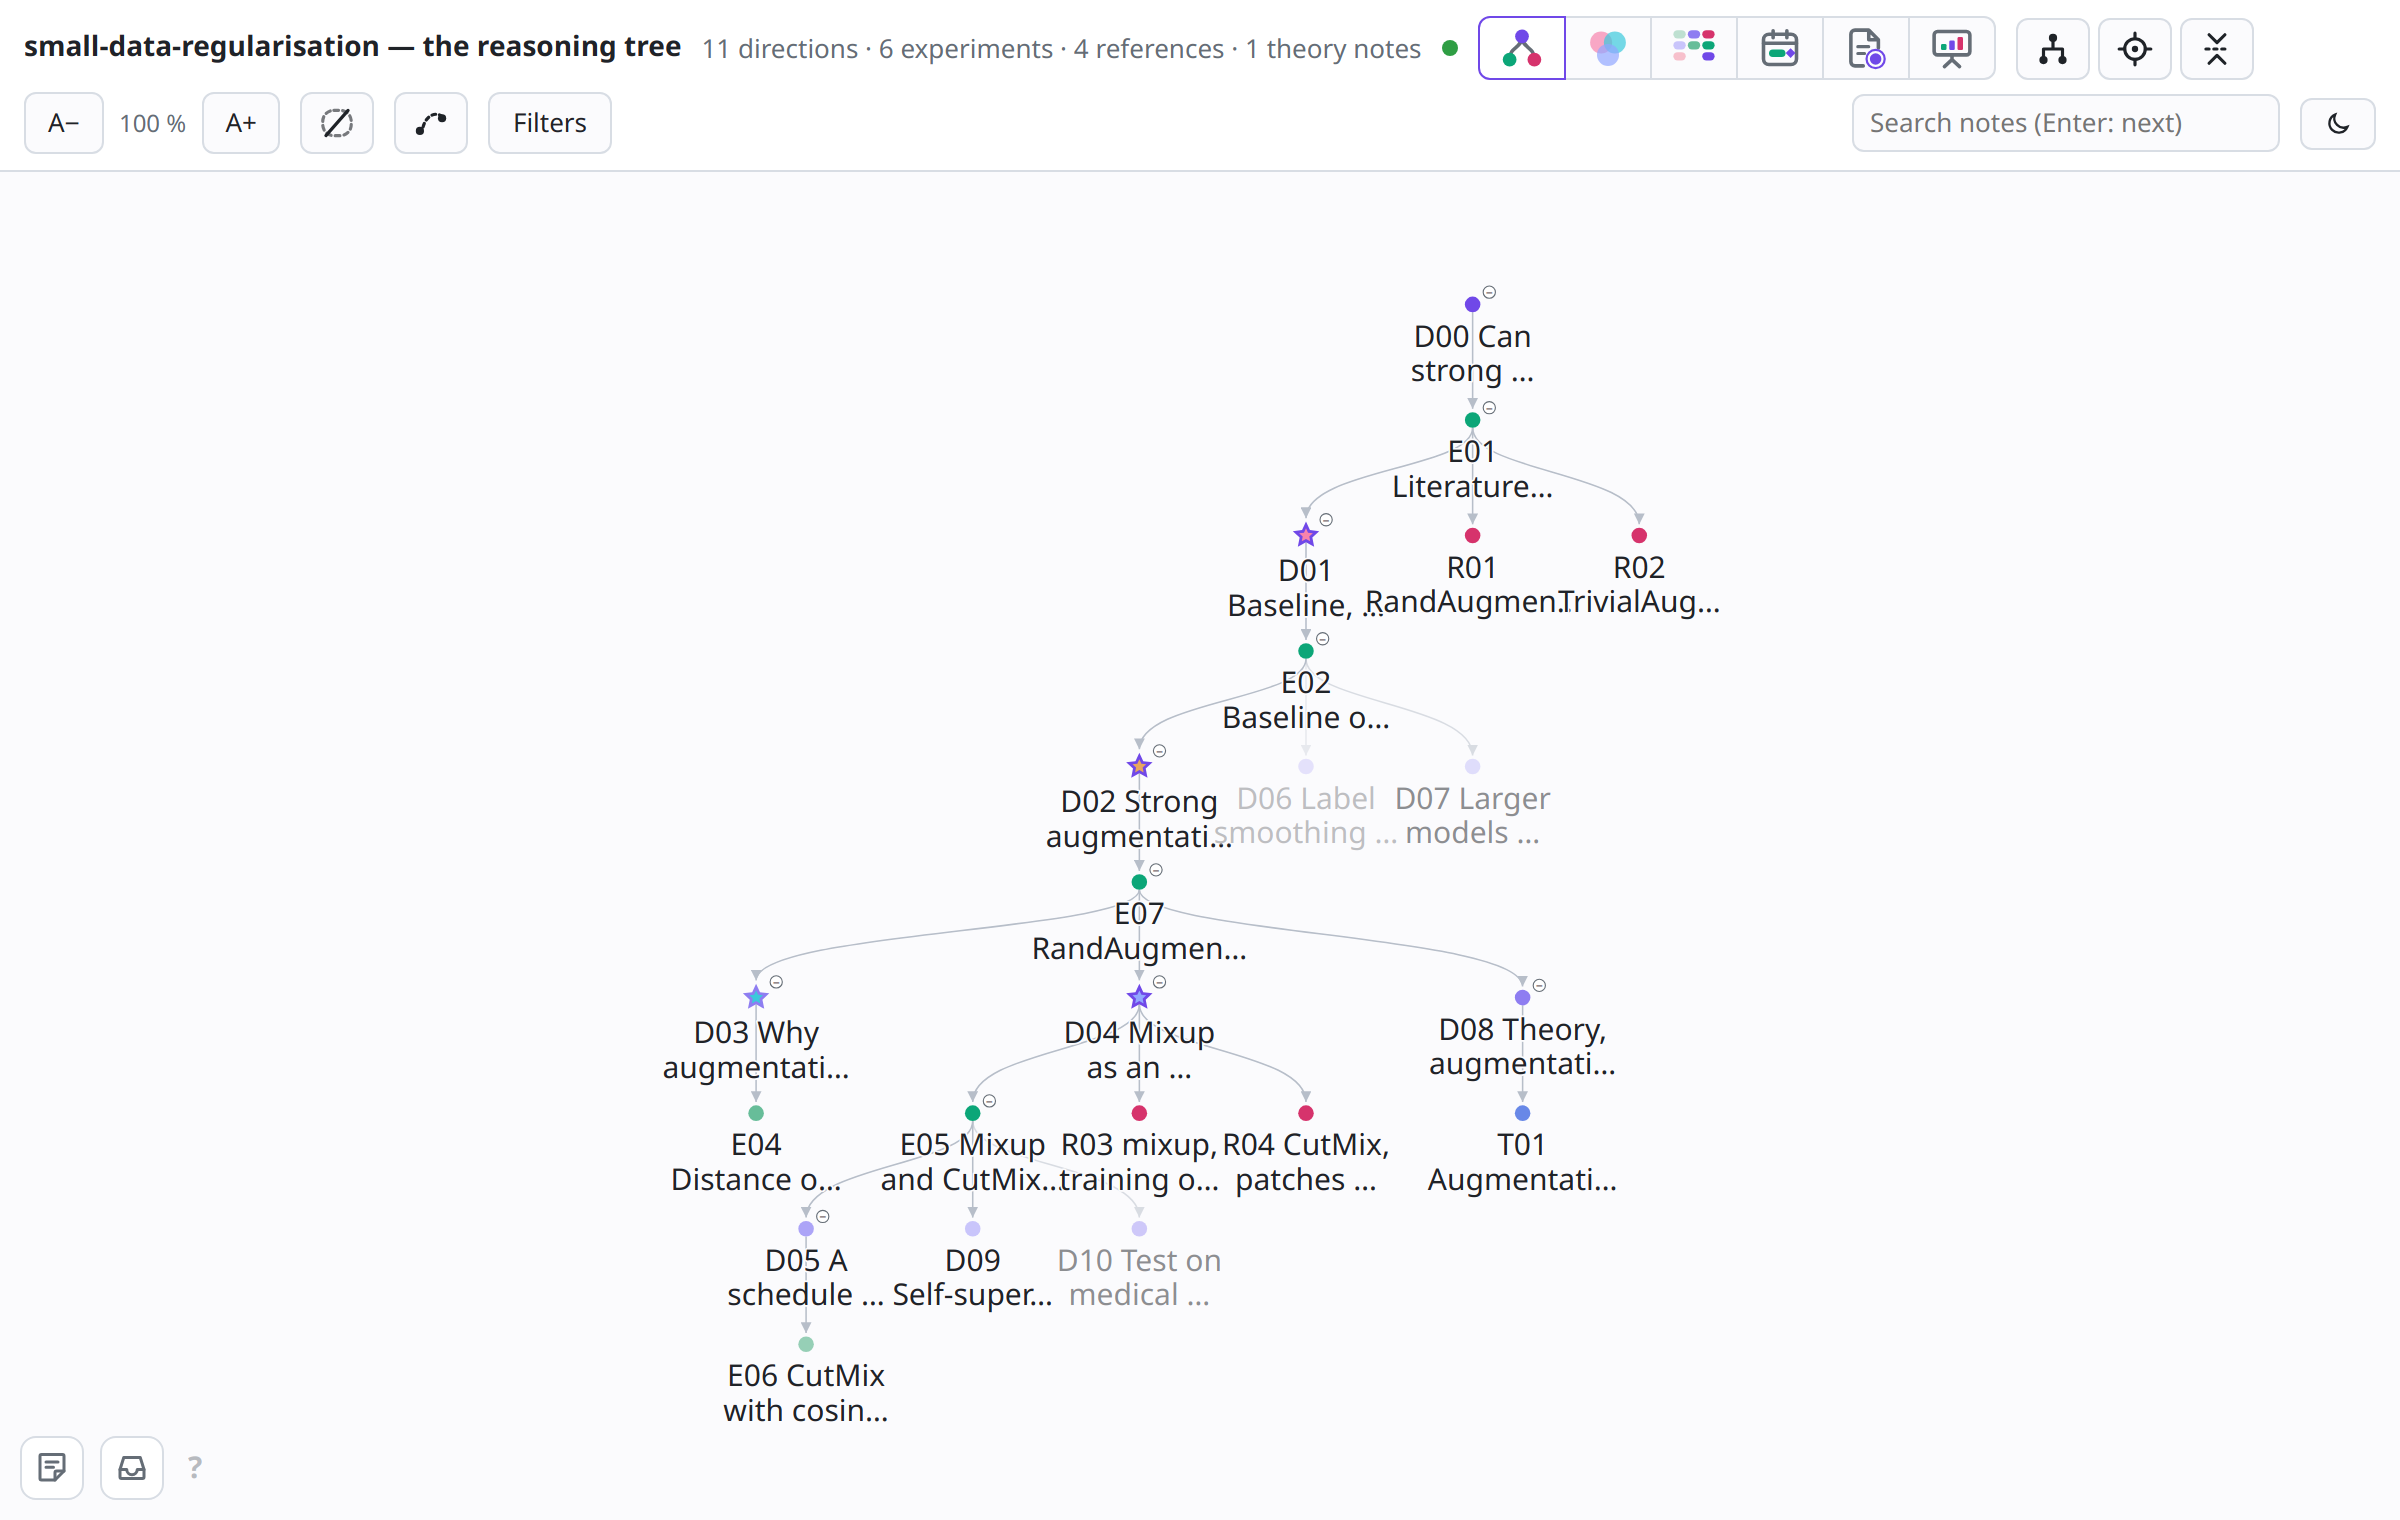 small-data-regularisation — the reasoning tree
11 directions · 6 experiments · 4 references · 1 theory notes
A−
100 %
A+
Filters
Search notes (Enter: next)
D00 Can
strong ...
E01
Literature...
D01
Baseline, ...
R01
RandAugmen...
R02
TrivialAug...
E02
Baseline o...
D02 Strong
augmentati...
D06 Label
smoothing ...
D07 Larger
models ...
E07
RandAugmen...
D03 Why
augmentati...
D04 Mixup
as an ...
D08 Theory,
augmentati...
E04
Distance o...
E05 Mixup
and CutMix...
R03 mixup,
training o...
R04 CutMix,
patches ...
T01
Augmentati...
D05 A
schedule ...
D09
Self-super...
D10 Test on
medical ...
E06 CutMix
with cosin...
?